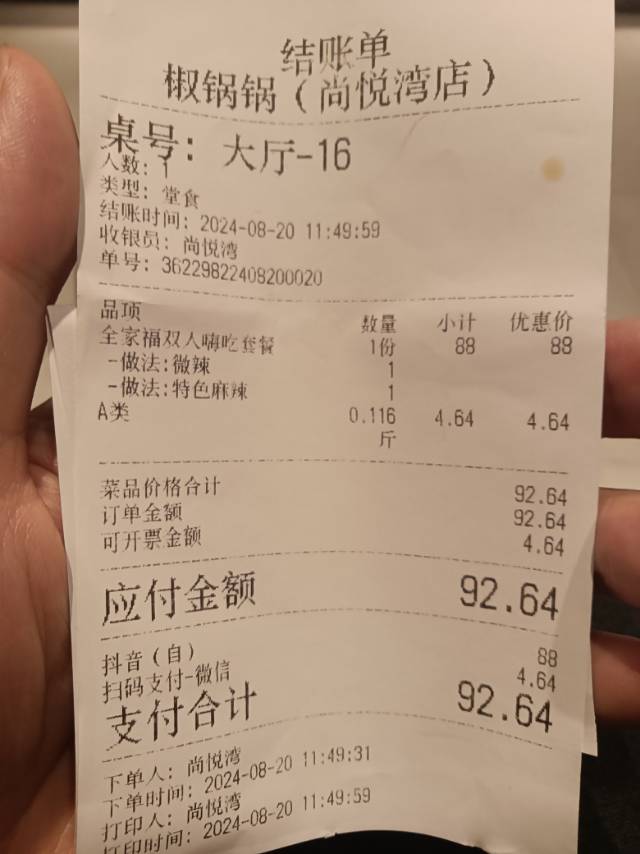 结账单
椒锅锅（尚悦湾店）
桌号：大厅-16
人数：1
类型：堂食
结账时间：2024-08-20 11:49:59
收银员：尚悦湾
单号：36229822408200020
品项 数量 小计 优惠价
全家福双人嗨吃套餐 1份 88 88
-做法：微辣 1
-做法：特色麻辣 1
A类 0.116斤 4.64 4.64
菜品价格合计 92.64
订单金额 92.64
可开票金额 4.64
应付金额 92.64
抖音（自） 88
扫码支付-微信 4.64
支付合计 92.64
下单人：尚悦湾
下单时间：2024-08-20 11:49:31
打印人：尚悦湾
打印时间：2024-08-20 11:49:59